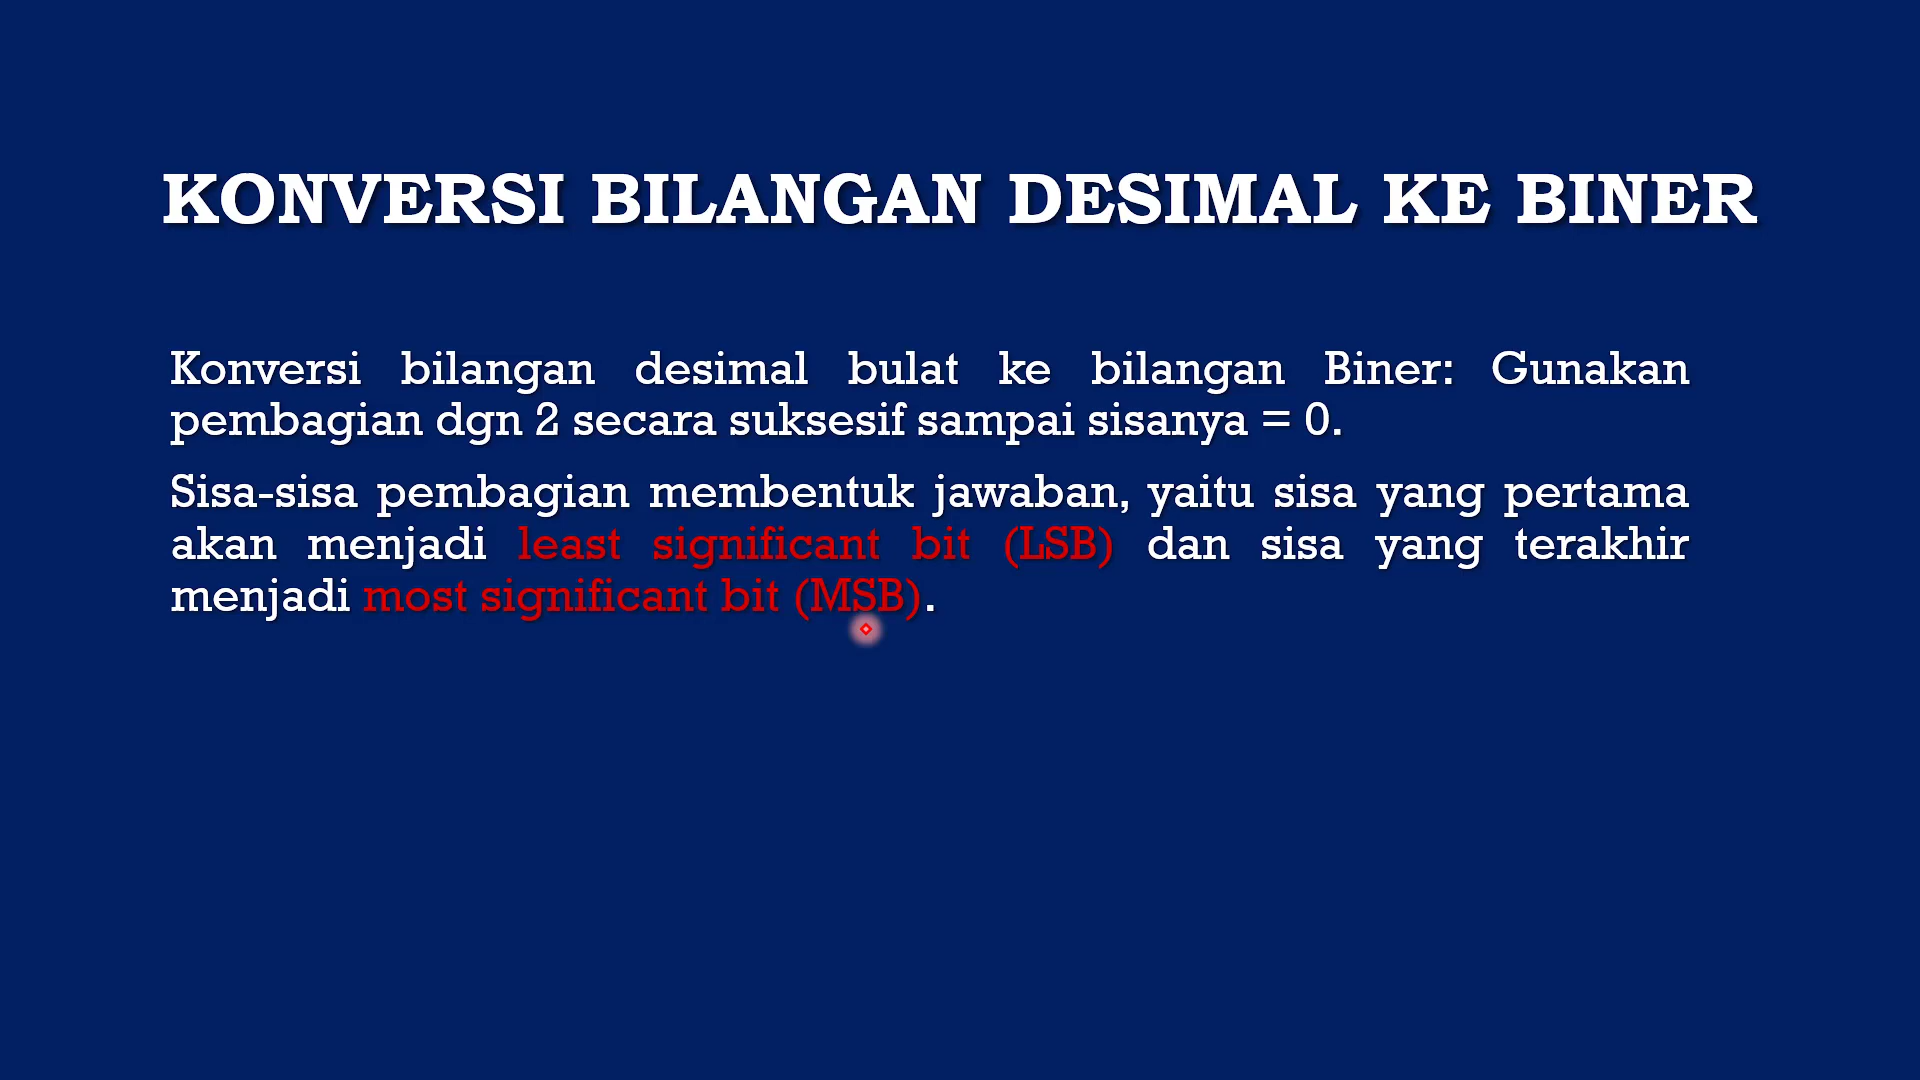 KONVERSI BILANGAN DESIMAL KE BINER
Konversi bilangan desimal bulat ke bilangan Biner: Gunakan
pembagian dgn 2 secara suksesif sampai sisanya = 0.
Sisa-sisa pembagian membentuk jawaban, yaitu sisa yang pertama
akan menjadi least significant bit (LSB) dan sisa yang terakhir
menjadi most significant bit (MSB).